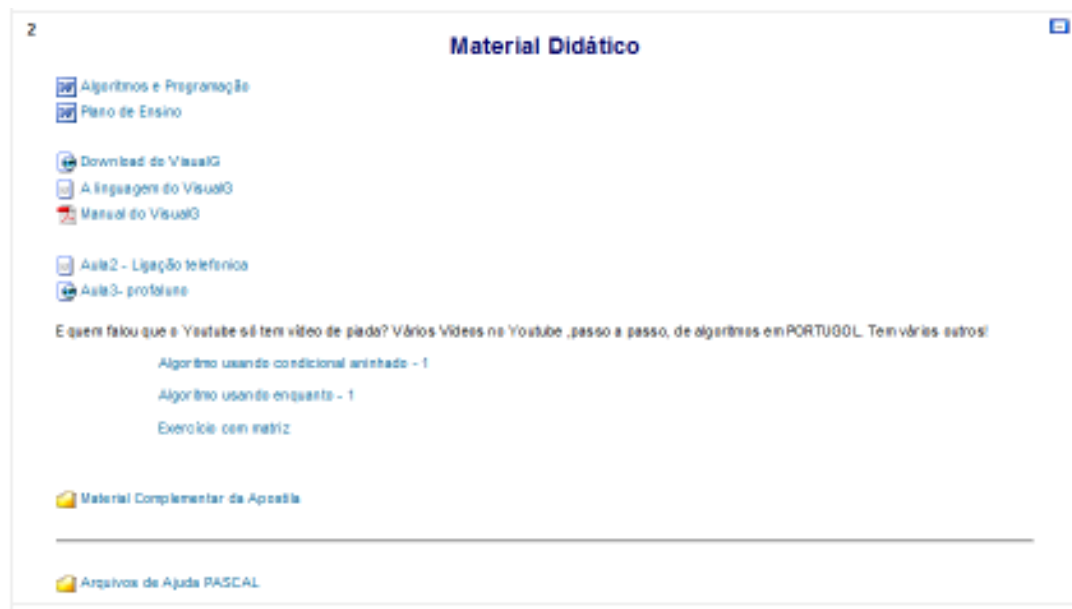 2
Material Didático
Algoritmos e Programação
Plano de Ensino
Download do VisualG
A linguagem do VisualG
Manual do VisualG
Aula2 - Ligação telefonica
Aula3- profaluno
E quem falou que o Youtube só tem vídeo de piada? Vários Vídeos no Youtube ,passo a passo, de algoritmos em PORTUGOL. Tem vários outros!
Algoritmo usando condicional aninhado - 1
Algoritmo usando enquanto - 1
Exercício com matriz
Material Complementar da Apostila
Arquivos de Ajuda PASCAL